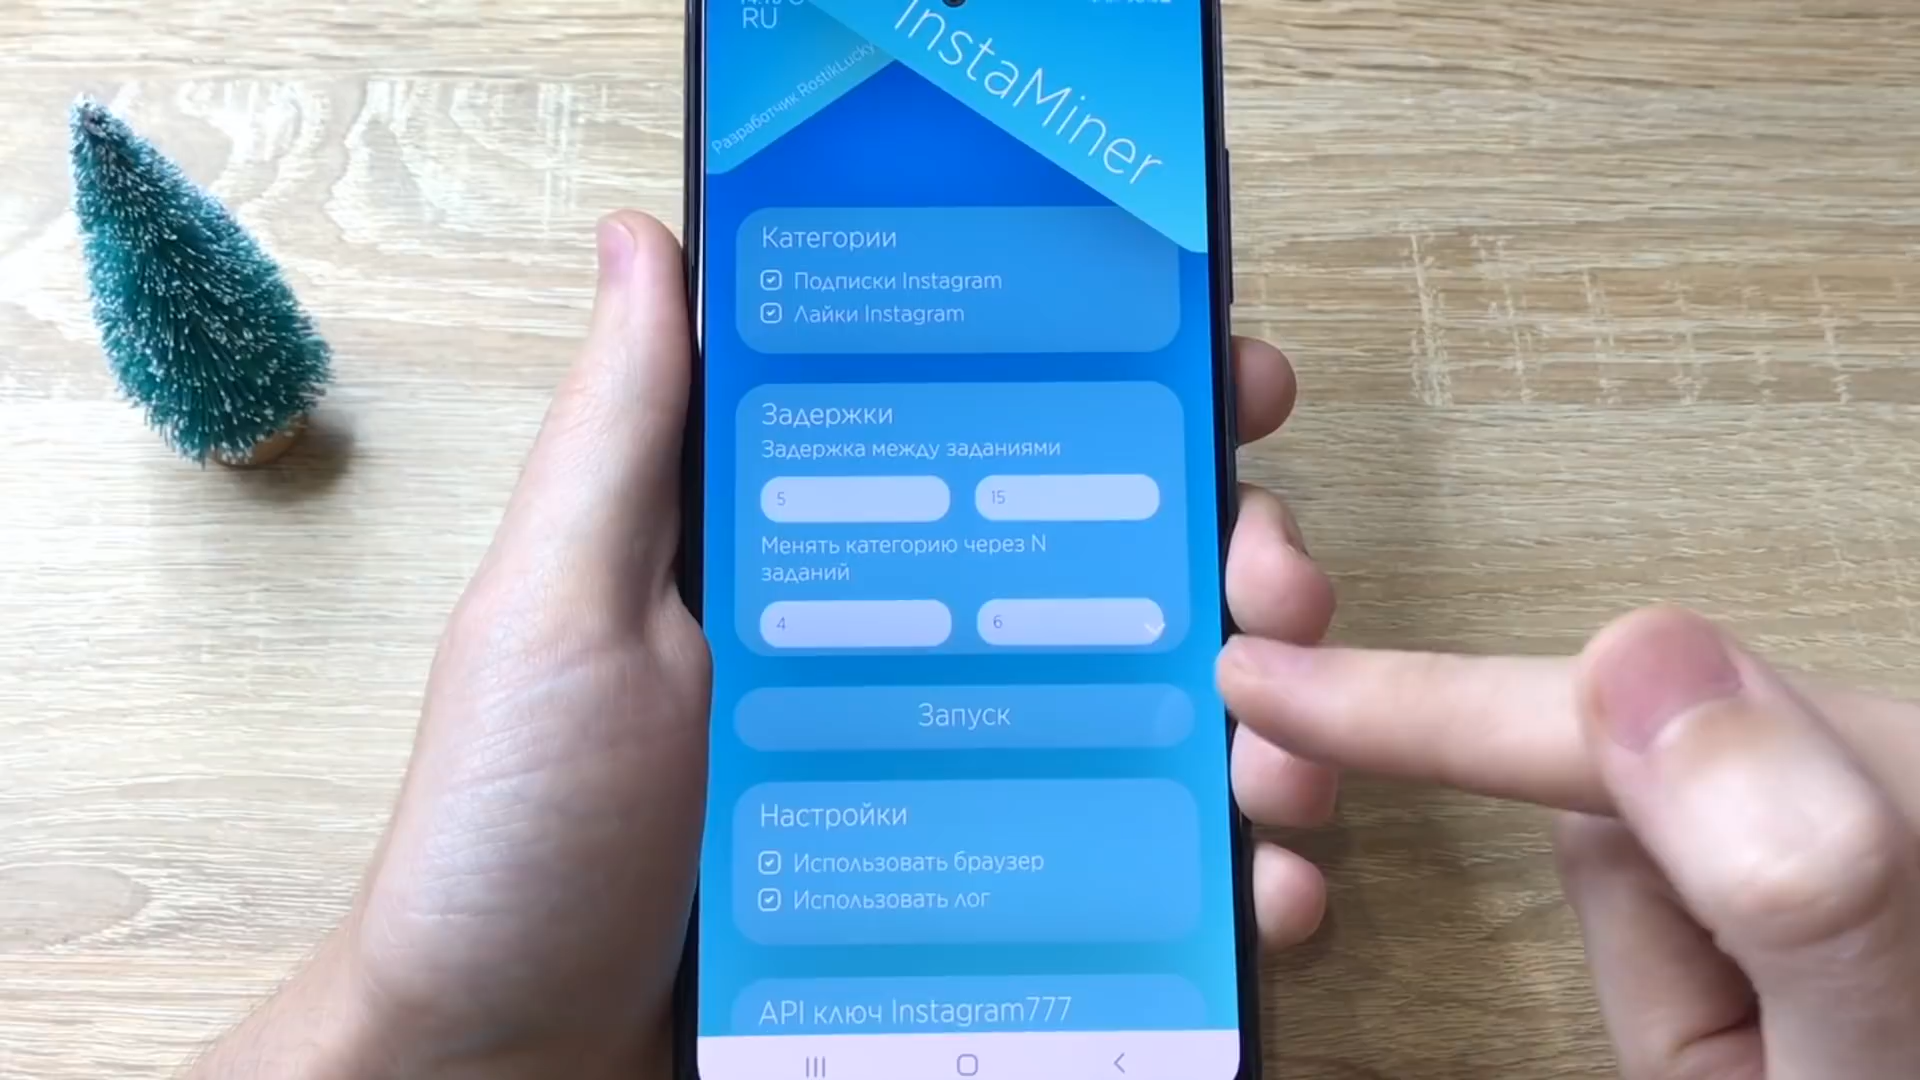 RU
InstaMiner
Разработчик RostikLucky
Категории
Подписки Instagram
Лайки Instagram
Задержки
Задержка между заданиями
5
15
Менять категорию через N
заданий
4
6
Запуск
Настройки
Использовать браузер
Использовать лог
API ключ Instagram777